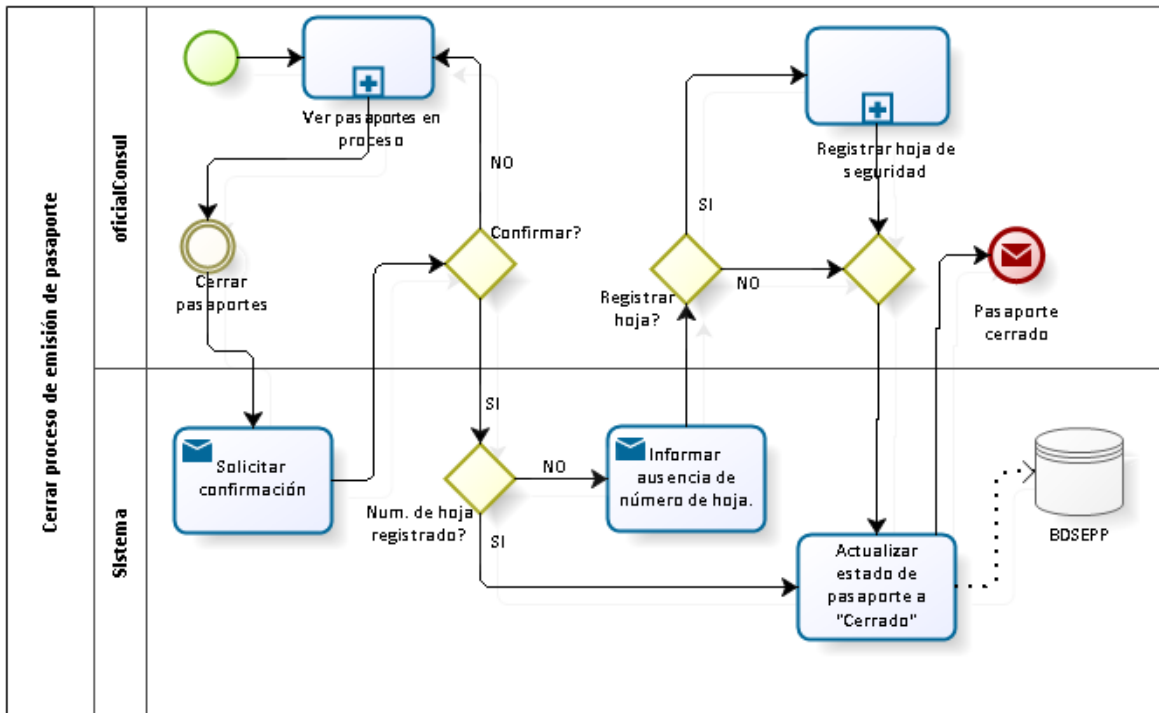 Cerrar proceso de emisión de pasaporte
oficialConsul
Ver pasaportes en
proceso
NO
Confirmar?
Cerrar
pasaportes
SI
Registrar hoja de
seguridad
SI
NO
Registrar
hoja?
Pasaporte
cerrado
Sistema
Solicitar
confirmación
SI
NO
Num. de hoja
registrado?
SI
Informar
ausencia de
número de hoja.
Actualizar
estado de
pasaporte a
"Cerrado"
BDSEPP